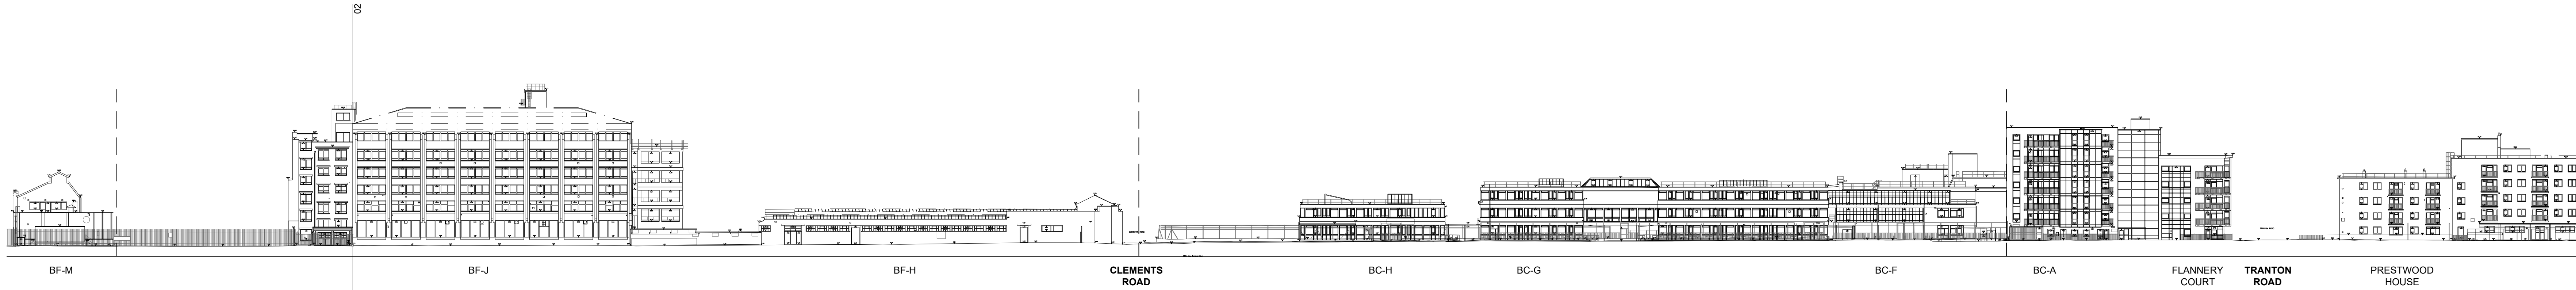 02
BF-M
BF-J
BF-H
CLEMENTS
ROAD
BC-H
BC-G
BC-F
BC-A
FLANNERY
COURT
TRANTON
ROAD
PRESTWOOD
HOUSE